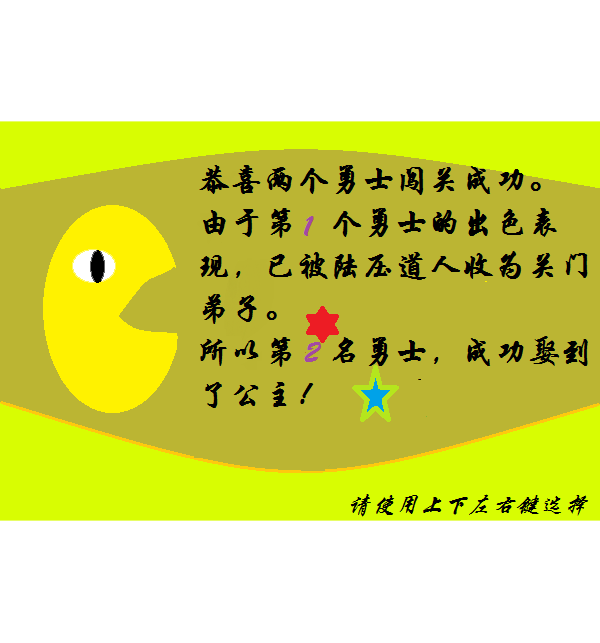 恭喜两个勇士闯关成功。
由于第1个勇士的出色表
现，已被陆压道人收为关门
弟子。
所以第2名勇士，成功娶到
了公主！
请使用上下左右键选择